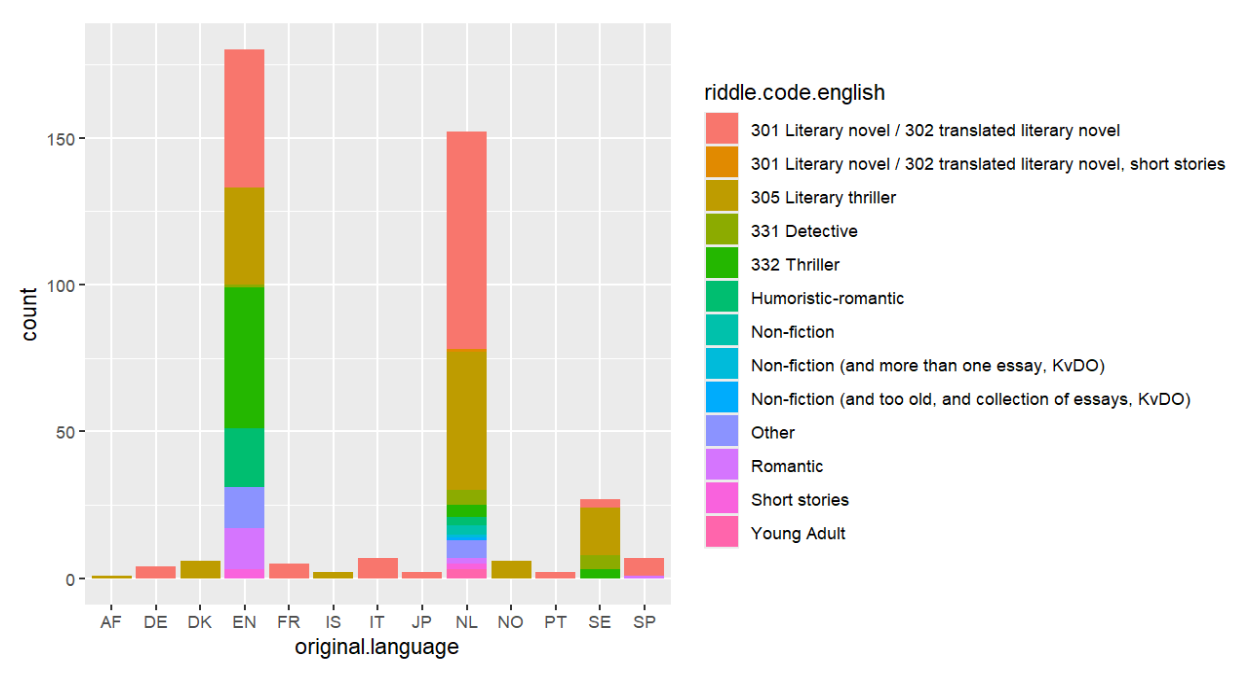 150
100
50
0
count
AF DE DK EN FR IS IT JP NL NO PT SE SP
original.language
riddle.code.english
301 Literary novel / 302 translated literary novel
301 Literary novel / 302 translated literary novel, short stories
305 Literary thriller
331 Detective
332 Thriller
Humoristic-romantic
Non-fiction
Non-fiction (and more than one essay, KvDO)
Non-fiction (and too old, and collection of essays, KvDO)
Other
Romantic
Short stories
Young Adult